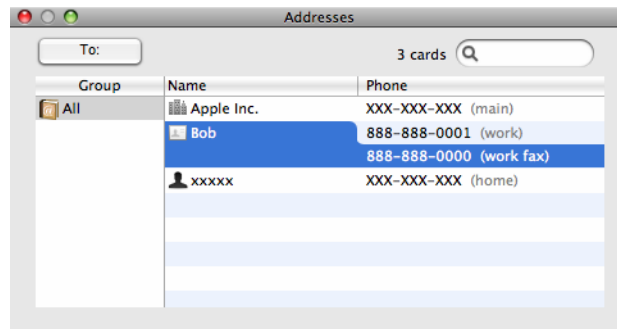 Addresses
To:
3 cards
Group Name Phone
All Apple Inc. XXX-XXX-XXX (main)
Bob 888-888-0001 (work)
888-888-0000 (work fax)
xxxxx XXX-XXX-XXX (home)